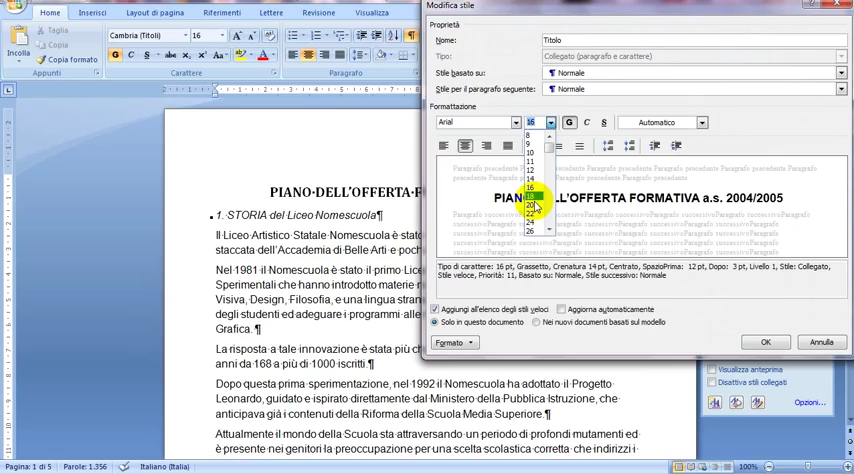 Modifica stile
Home Inserisci Layout di pagina Riferimenti Lettere Revisione Visualizza
Taglia
Copia
Copia formato
Incolla
Appunti
Cambria (Titoli) 16
G C S abc x₂ x² Aa
Carattere
Paragrafo
Proprietà
Nome: Titolo
Tipo: Collegato (paragrafo e carattere)
Stile basato su: ¶ Normale
Stile per il paragrafo seguente: ¶ Normale
Formattazione
Arial 16 G C S Automatico
8
9
10
11
12
14
16
18
20
22
24
26
Paragrafo precedente Paragrafo precedente Paragrafo precedente Paragrafo precedente Paragrafo
PIANO DELL'OFFERTA FORMATIVA a.s. 2004/2005
Tipo di carattere: 16 pt, Grassetto, Crenatura 14 pt, Centrato, SpazioPrima: 12 pt, Dopo: 3 pt, Livello 1, Stile: Collegato,
Stile veloce, Priorità: 11, Basato su: Normale, Stile successivo: Normale
Aggiungi all'elenco degli stili veloci Aggiorna automaticamente
Solo in questo documento Nei nuovi documenti basati sul modello
Formato OK Annulla
Visualizza anteprima
Disattiva stili collegati
Opzioni...
PIANO·DELL'OFFERTA·F
1.·STORIA·del·Liceo·Nomescuola¶
Il·Liceo·Artistico·Statale·Nomescuola·è·stato
staccata·dell'Accademia·di·Belle·Arti·poch
Nel·1981·il·Nomescuola·è·stato·il·primo·Lice
Sperimentali·che·hanno·introdotto·materie·n
Visiva,·Design,·Filosofia,·e·una·lingua·stran
degli·studenti·ed·adeguare·i·programmi·alle
Grafica.·¶
La·risposta·a·tale·innovazione·è·stata·più·ch
anni·da·168·a·più·di·1000·iscritti.¶
Dopo·questa·prima·sperimentazione,·nel·1992·il·Nomescuola·ha·adottato·il·Progetto·
Leonardo,·guidato·e·ispirato·direttamente·dal·Ministero·della·Pubblica·Istruzione,·che·
anticipava·già·i·contenuti·della·Riforma·della·Scuola·Media·Superiore.¶
Attualmente·il·mondo·della·Scuola·sta·attraversando·un·periodo·di·profondi·mutamenti·ed·
è·presente·nei·genitori·la·preoccupazione·per·una·scelta·scolastica·corretta·che·indirizzi·i·
Pagina: 1 di 5 Parole: 1.356 Italiano (Italia) 100%